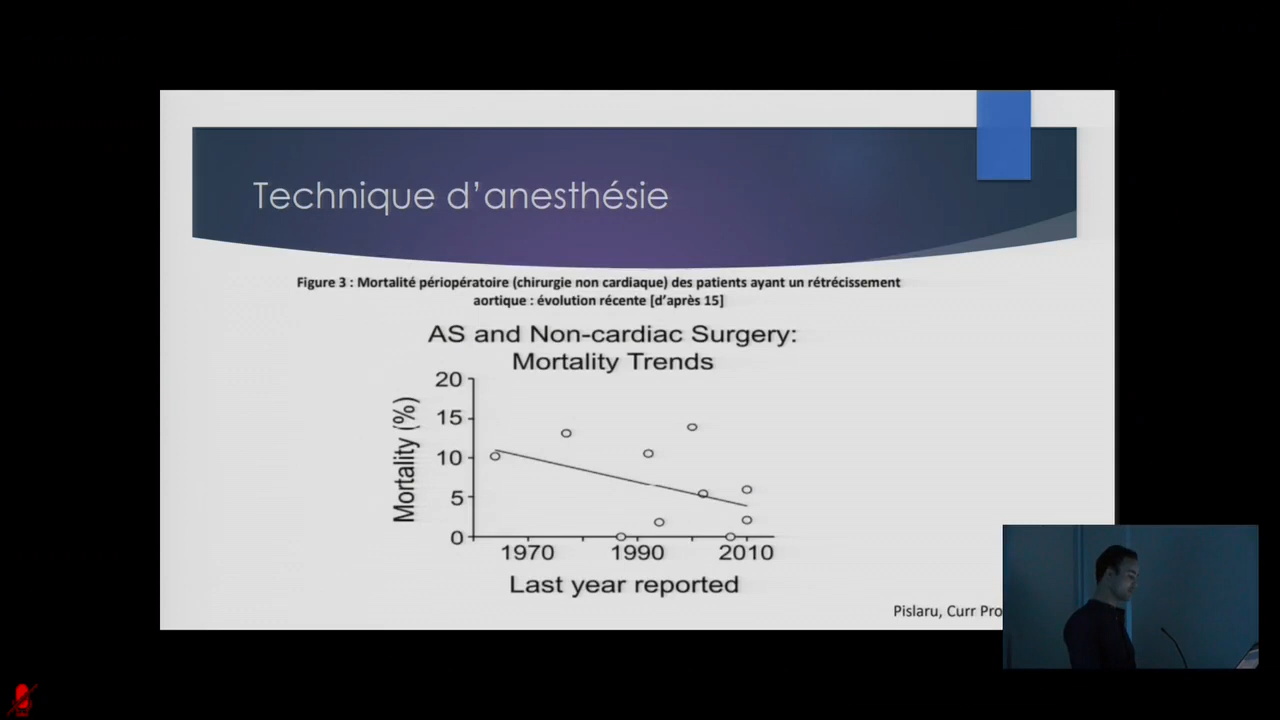 Technique d’anesthésie
Figure 3 : Mortalité périopératoire (chirurgie non cardiaque) des patients ayant un rétrécissement
aortique : évolution récente [d’après 15]
AS and Non-cardiac Surgery:
Mortality Trends
Mortality (%)
20
15
10
5
0
1970 1990 2010
Last year reported
Pislaru, Curr Pro